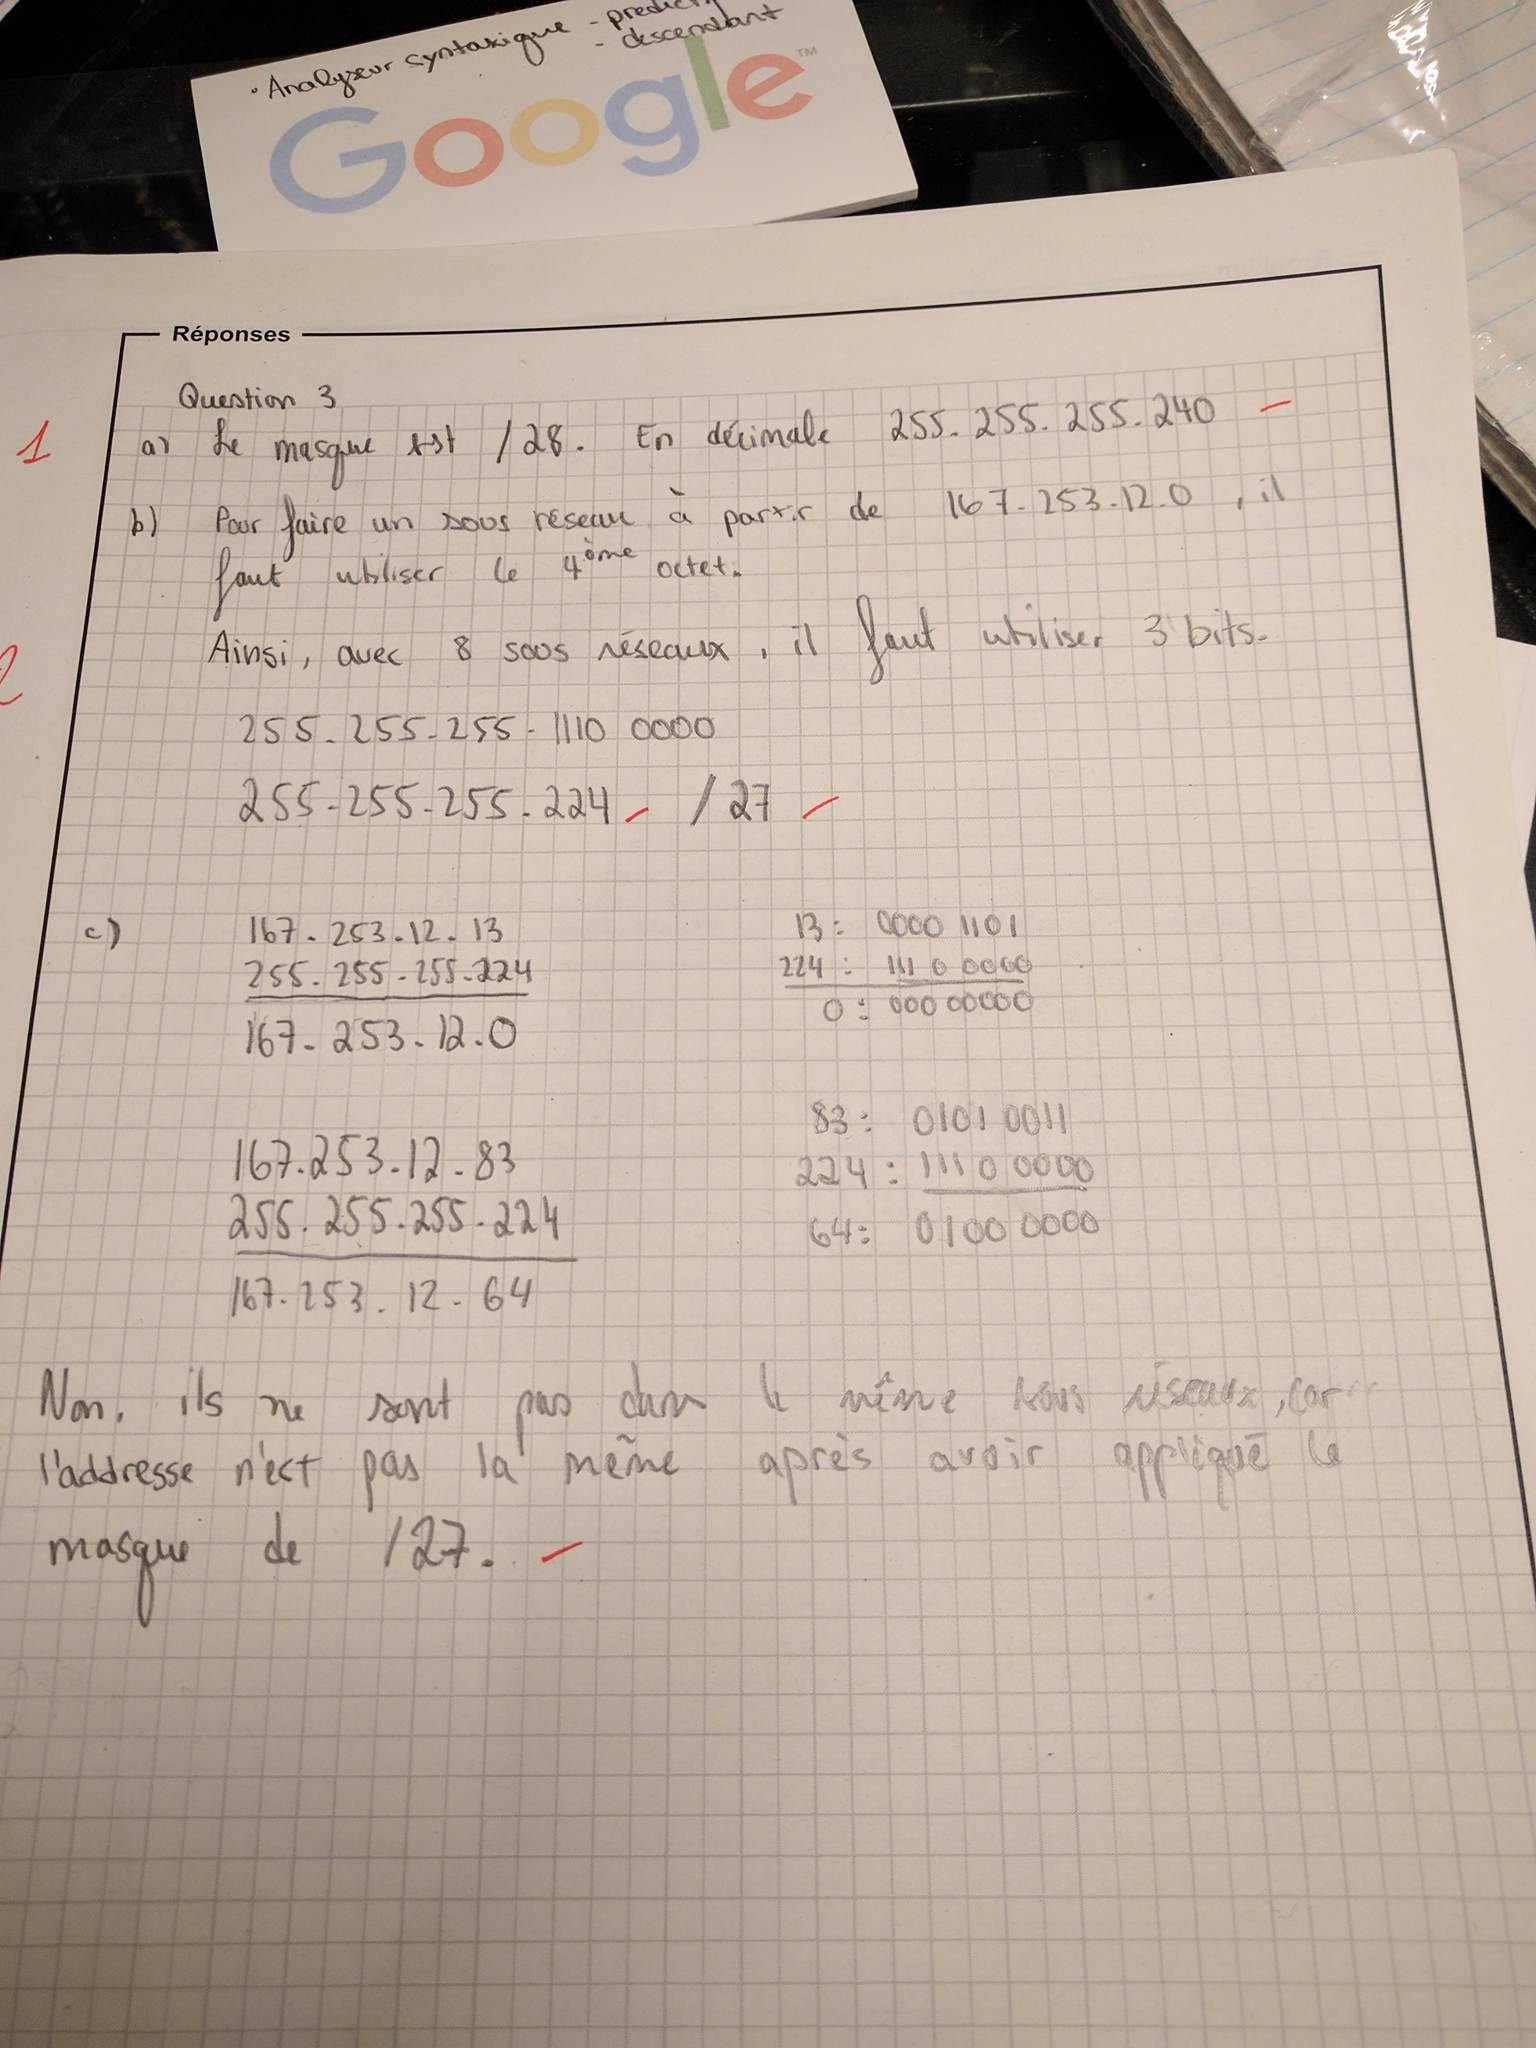 • Analyseur syntaxique - predict
- descendant
Google™
Réponses
Question 3
1
a) Le masque est /28. En décimale 255.255.255.240
b) Pour faire un sous réseau à partir de 167.253.12.0, il
faut utiliser le 4ème octet.
2
Ainsi, avec 8 sous réseaux, il faut utiliser 3 bits.
255.255.255.1110 0000
255.255.255.224 /27
c) 167.253.12.13 13: 0000 1101
255.255.255.224 224: 1110 0000
167.253.12.0 0: 000 00000
167.253.12.83 83: 0101 0011
255.255.255.224 224: 1110 0000
167.253.12.64 64: 0100 0000
Non, ils ne sont pas dans le même sous réseaux, car
l'addresse n'est pas la même après avoir appliqué le
masque de /27.